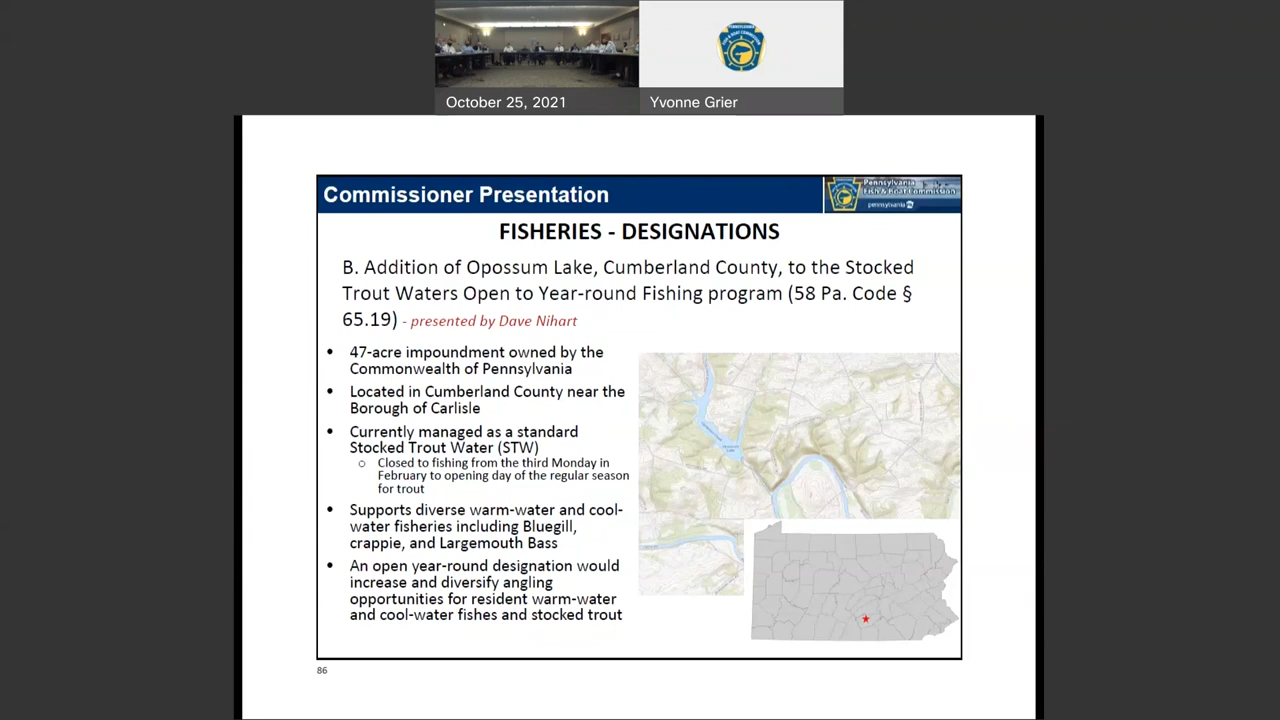 October 25, 2021
Yvonne Grier
Commissioner Presentation
Pennsylvania
Fish & Boat Commission
pennsylvania
FISHERIES - DESIGNATIONS
B. Addition of Opossum Lake, Cumberland County, to the Stocked
Trout Waters Open to Year-round Fishing program (58 Pa. Code §
65.19) - presented by Dave Nihart
• 47-acre impoundment owned by the
Commonwealth of Pennsylvania
• Located in Cumberland County near the
Borough of Carlisle
• Currently managed as a standard
Stocked Trout Water (STW)
○ Closed to fishing from the third Monday in
February to opening day of the regular season
for trout
• Supports diverse warm-water and cool-
water fisheries including Bluegill,
crappie, and Largemouth Bass
• An open year-round designation would
increase and diversify angling
opportunities for resident warm-water
and cool-water fishes and stocked trout
86